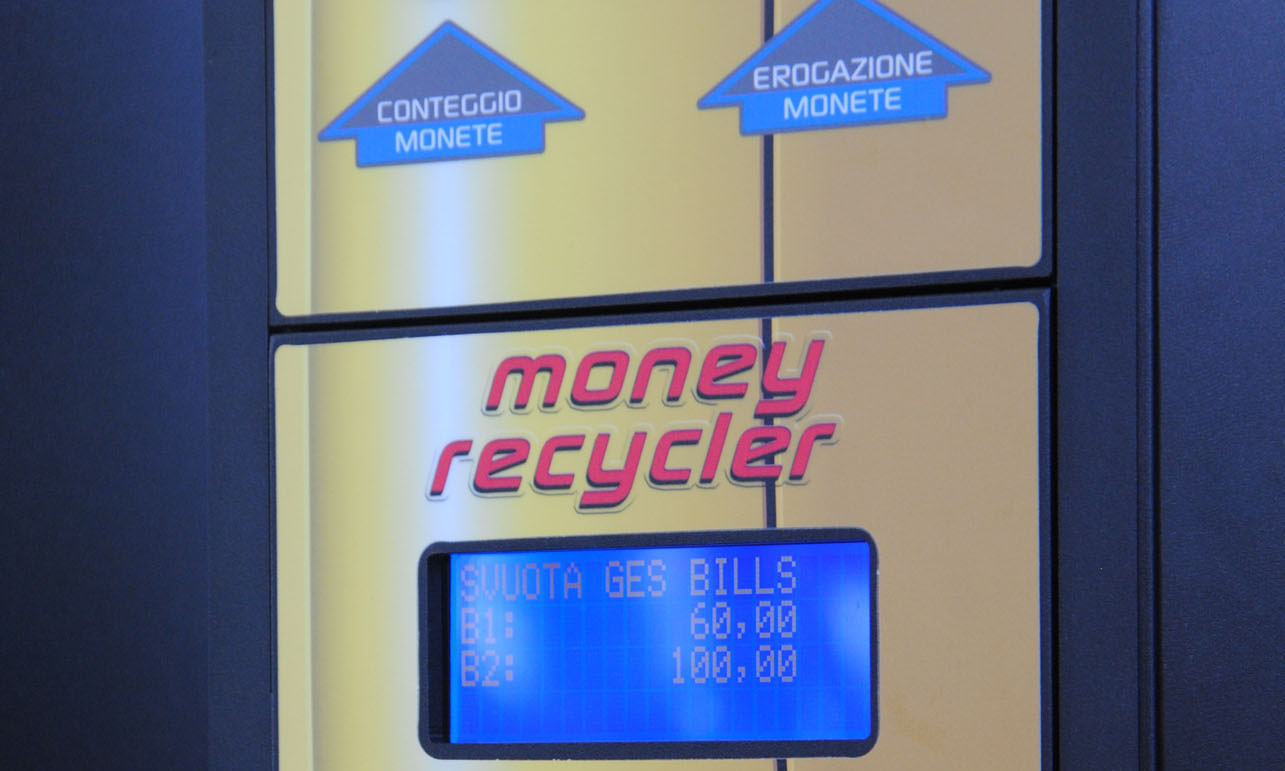 CONTEGGIO
MONETE
EROGAZIONE
MONETE
money
recycler
SVUOTA GES BILLS
B1: 60,00
B2: 100,00